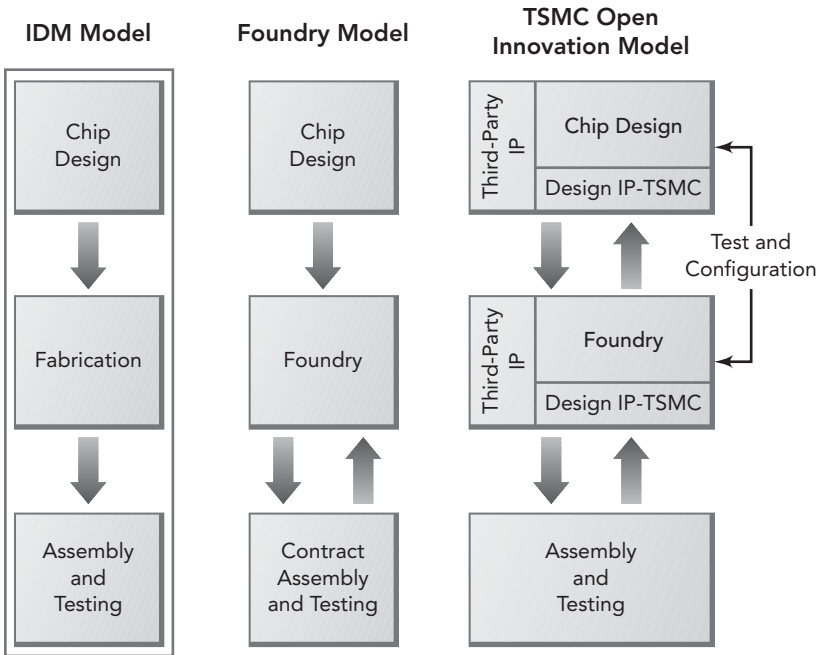 IDM Model
Chip
Design
Fabrication
Assembly
and
Testing
Foundry Model
Chip
Design
Foundry
Contract
Assembly
and Testing
TSMC Open
Innovation Model
Third-Party
IP
Chip Design
Design IP-TSMC
Test and
Configuration
Third-Party
IP
Foundry
Design IP-TSMC
Assembly
and
Testing